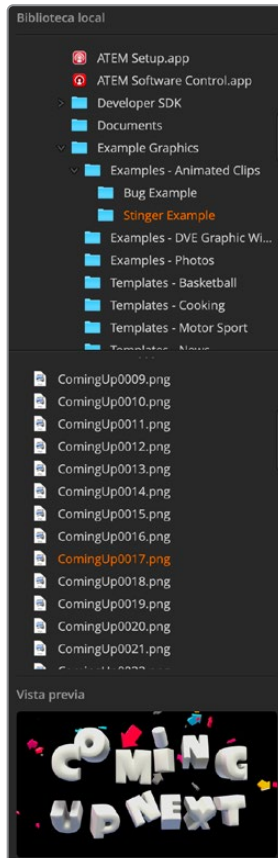 Biblioteca local
ATEM Setup.app
ATEM Software Control.app
Developer SDK
Documents
Example Graphics
Examples - Animated Clips
Bug Example
Stinger Example
Examples - DVE Graphic Wi...
Examples - Photos
Templates - Basketball
Templates - Cooking
Templates - Motor Sport
Templates - News
ComingUp0009.png
ComingUp0010.png
ComingUp0011.png
ComingUp0012.png
ComingUp0013.png
ComingUp0014.png
ComingUp0015.png
ComingUp0016.png
ComingUp0017.png
ComingUp0018.png
ComingUp0019.png
ComingUp0020.png
ComingUp0021.png
Vista previa
COMING
UP NEXT